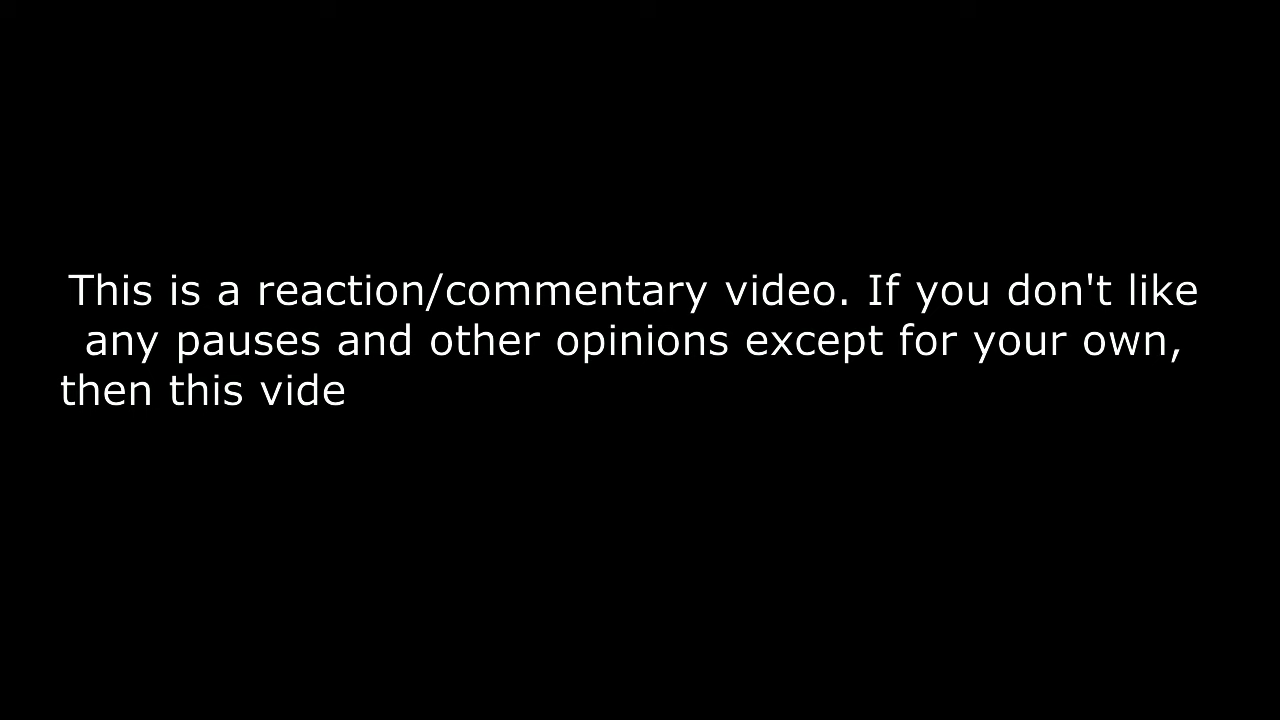 This is a reaction/commentary video. If you don't like
any pauses and other opinions except for your own,
then this vide